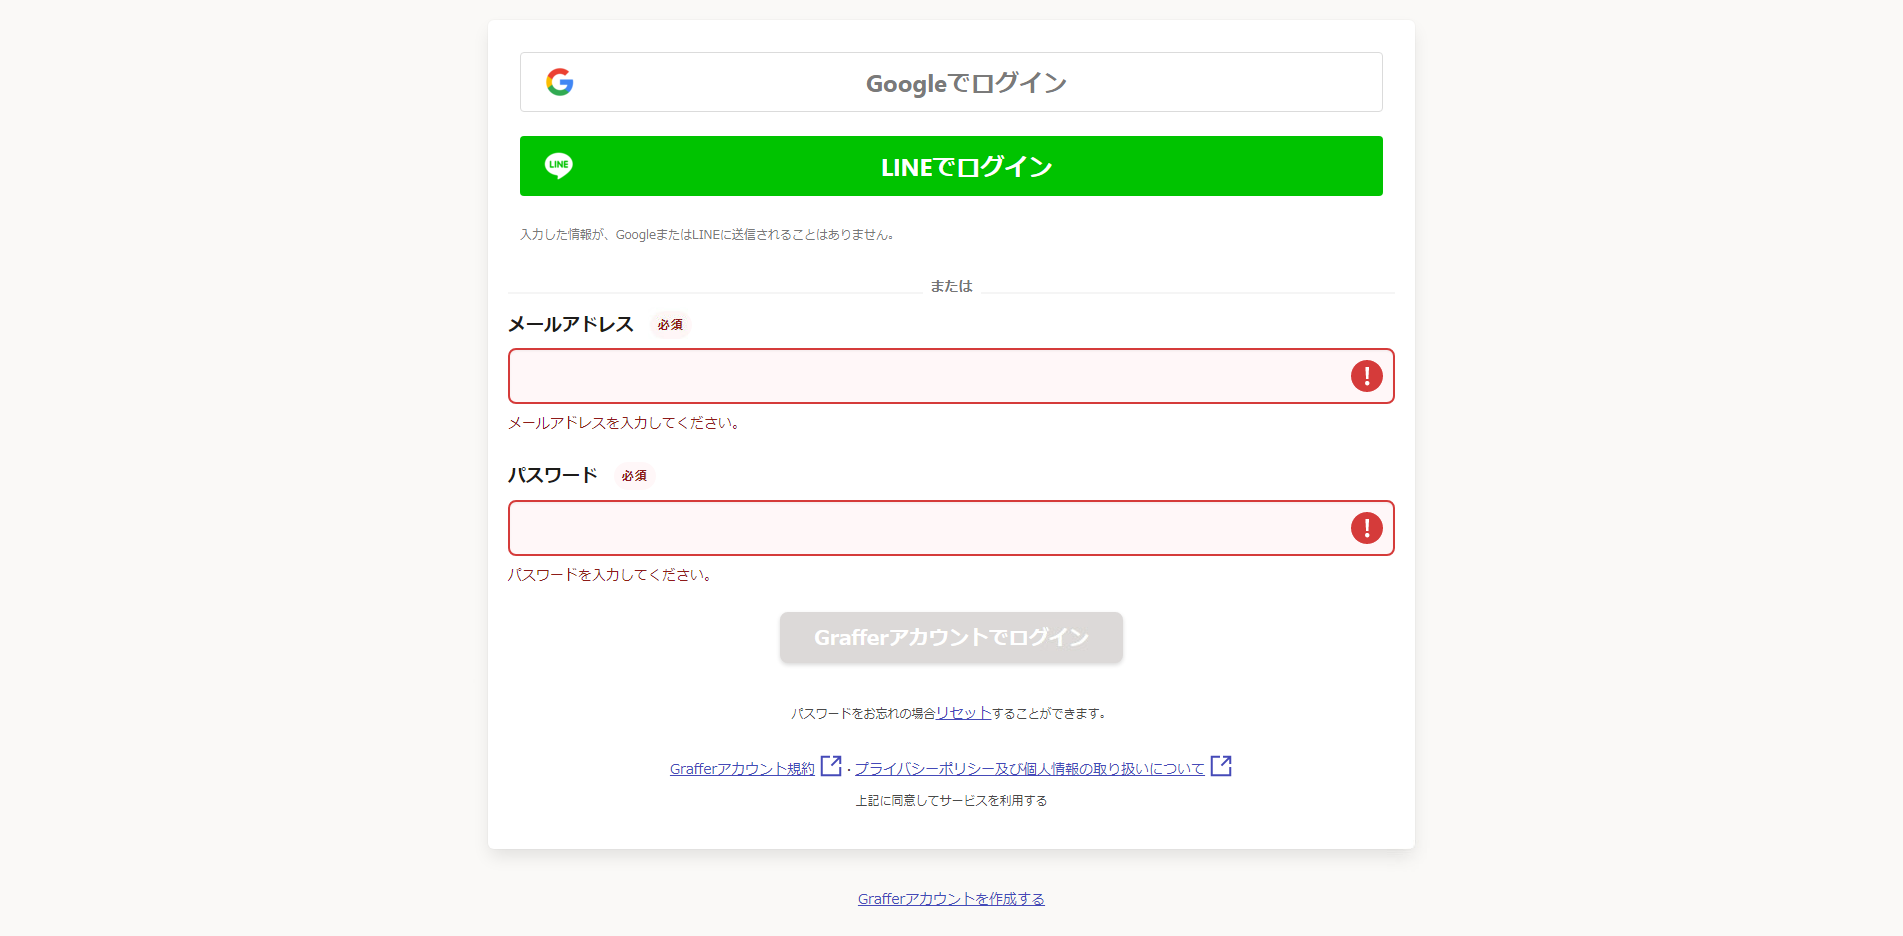 Googleでログイン
LINE
LINEでログイン
入力した情報が、GoogleまたはLINEに送信されることはありません。
または
メールアドレス 必須
メールアドレスを入力してください。
パスワード 必須
パスワードを入力してください。
Grafferアカウントでログイン
パスワードをお忘れの場合リセットすることができます。
Grafferアカウント規約 ・プライバシーポリシー及び個人情報の取り扱いについて
上記に同意してサービスを利用する
Grafferアカウントを作成する